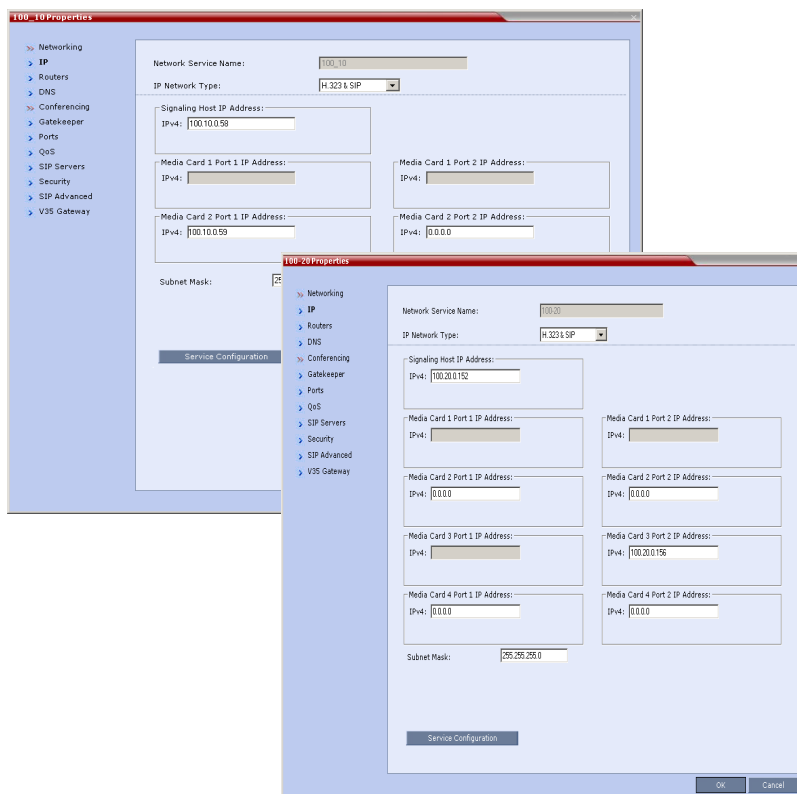 100_10 Properties
Networking
IP
Routers
DNS
Conferencing
Gatekeeper
Ports
QoS
SIP Servers
Security
SIP Advanced
V35 Gateway
Network Service Name: 100_10
IP Network Type: H.323 & SIP
Signaling Host IP Address:
IPv4: 100.10.0.58
Media Card 1 Port 1 IP Address: Media Card 1 Port 2 IP Address:
IPv4: IPv4:
Media Card 2 Port 1 IP Address: Media Card 2 Port 2 IP Address:
IPv4: 100.10.0.59 IPv4: 0.0.0.0
Subnet Mask:
Service Configuration
100-20 Properties
Networking
IP
Routers
DNS
Conferencing
Gatekeeper
Ports
QoS
SIP Servers
Security
SIP Advanced
V35 Gateway
Network Service Name: 100-20
IP Network Type: H.323 & SIP
Signaling Host IP Address:
IPv4: 100.20.0.152
Media Card 1 Port 1 IP Address: Media Card 1 Port 2 IP Address:
IPv4: IPv4:
Media Card 2 Port 1 IP Address: Media Card 2 Port 2 IP Address:
IPv4: 0.0.0.0 IPv4: 0.0.0.0
Media Card 3 Port 1 IP Address: Media Card 3 Port 2 IP Address:
IPv4: IPv4: 100.20.0.156
Media Card 4 Port 1 IP Address: Media Card 4 Port 2 IP Address:
IPv4: 0.0.0.0 IPv4: 0.0.0.0
Subnet Mask: 255.255.255.0
Service Configuration
OK Cancel